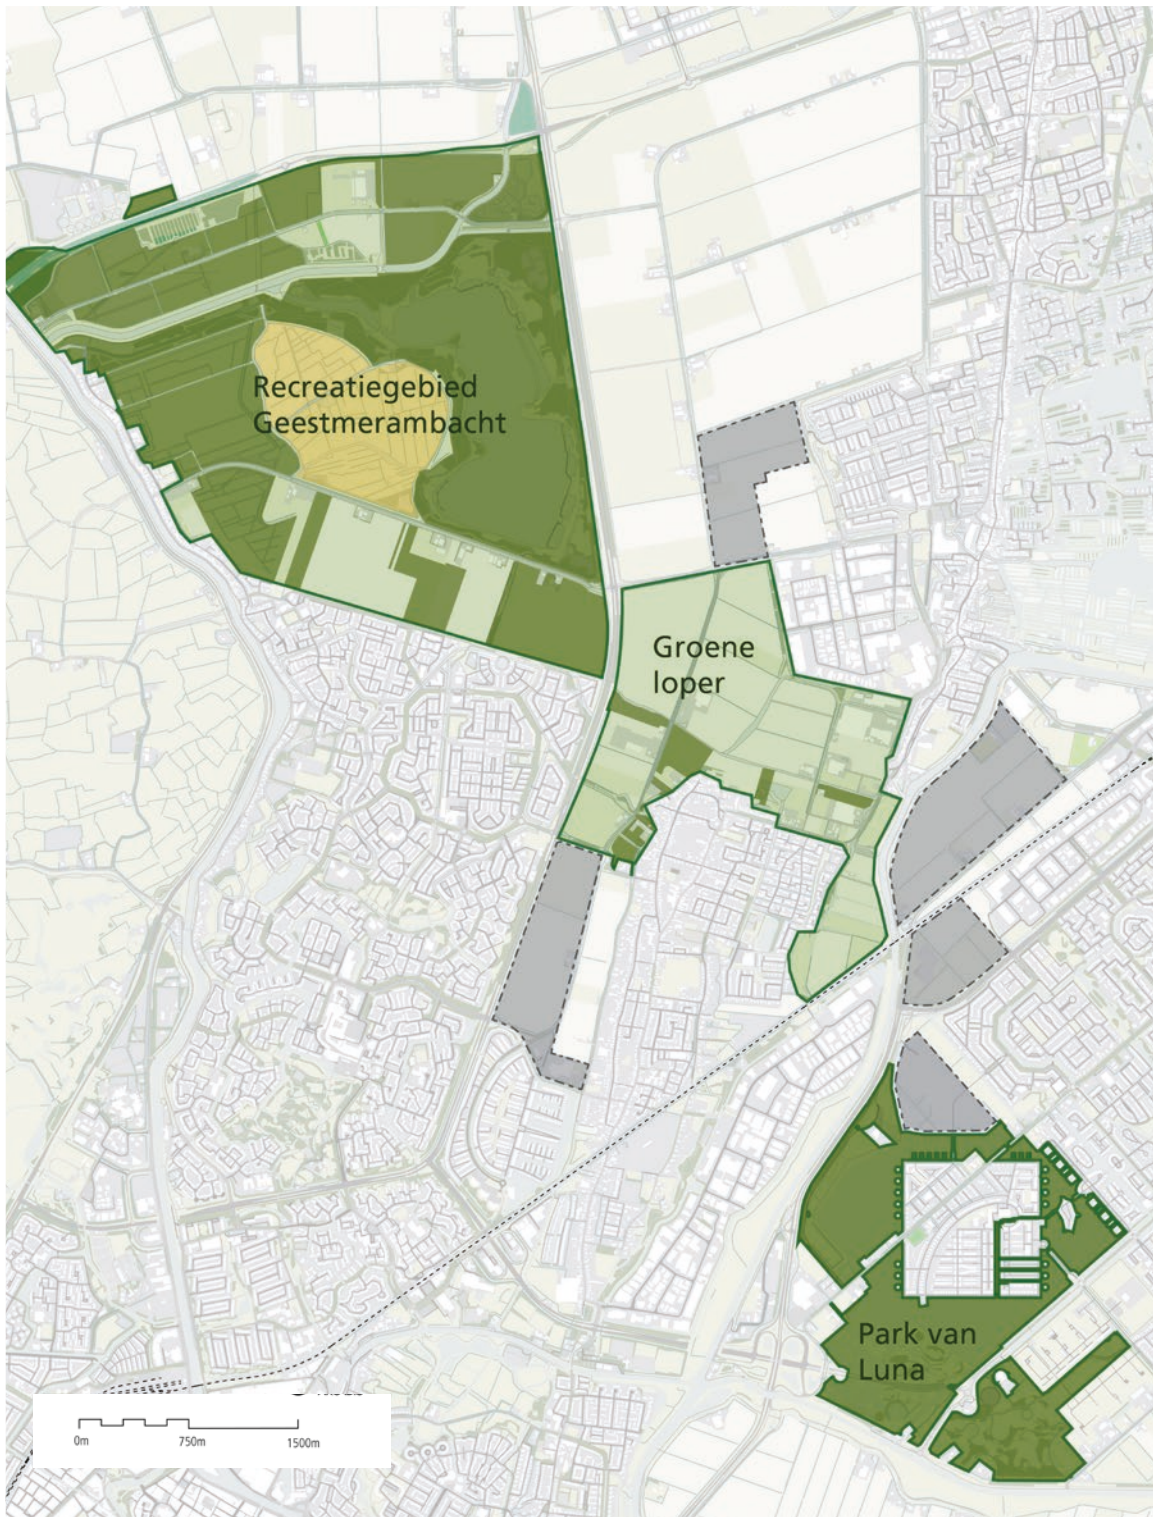 Recreatiegebied
Geestmerambacht
Groene
loper
Park van
Luna
0m 750m 1500m